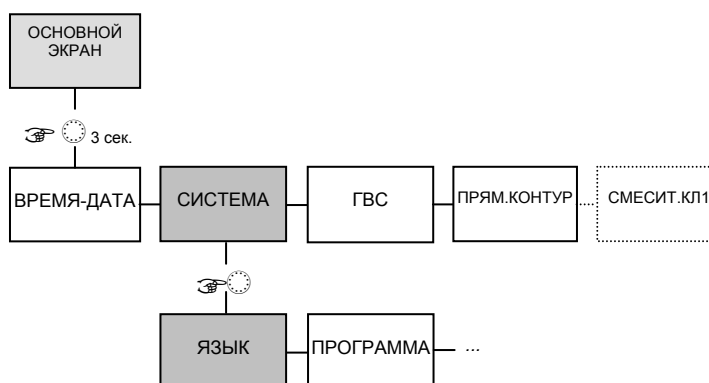 ОСНОВНОЙ
ЭКРАН
3 сек.
ВРЕМЯ-ДАТА
СИСТЕМА
ГВС
ПРЯМ.КОНТУР
СМЕСИТ.КЛ1
ЯЗЫК
ПРОГРАММА
...